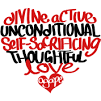 DIVINE ACTIVE
UNCONDITIONAL
SELF-SACRIFICING
THOUGHTFUL
love
agape